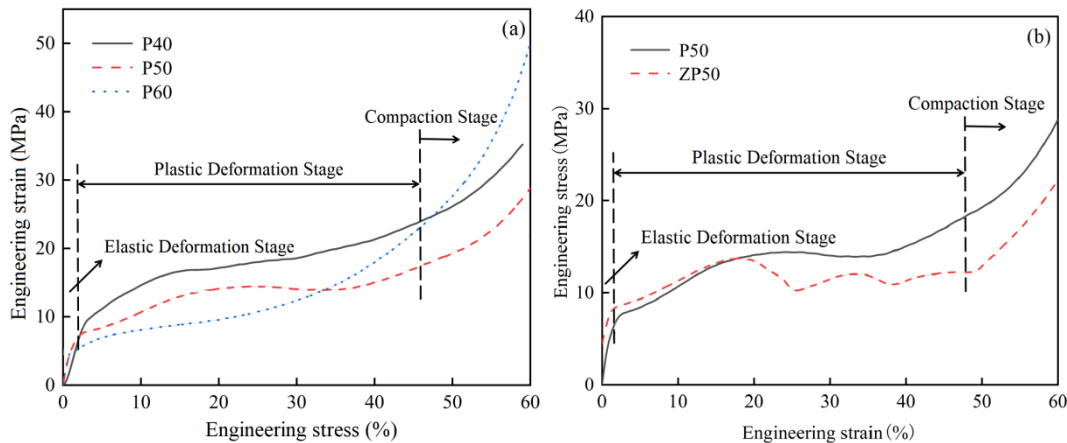 (a)
P40
P50
P60
Compaction Stage
Plastic Deformation Stage
Elastic Deformation Stage
50
40
30
20
10
0
0 10 20 30 40 50 60
Engineering strain (MPa)
Engineering stress (%)
(b)
P50
ZP50
Compaction Stage
Plastic Deformation Stage
Elastic Deformation Stage
40
30
20
10
0
0 10 20 30 40 50 60
Engineering stress (MPa)
Engineering strain (%)